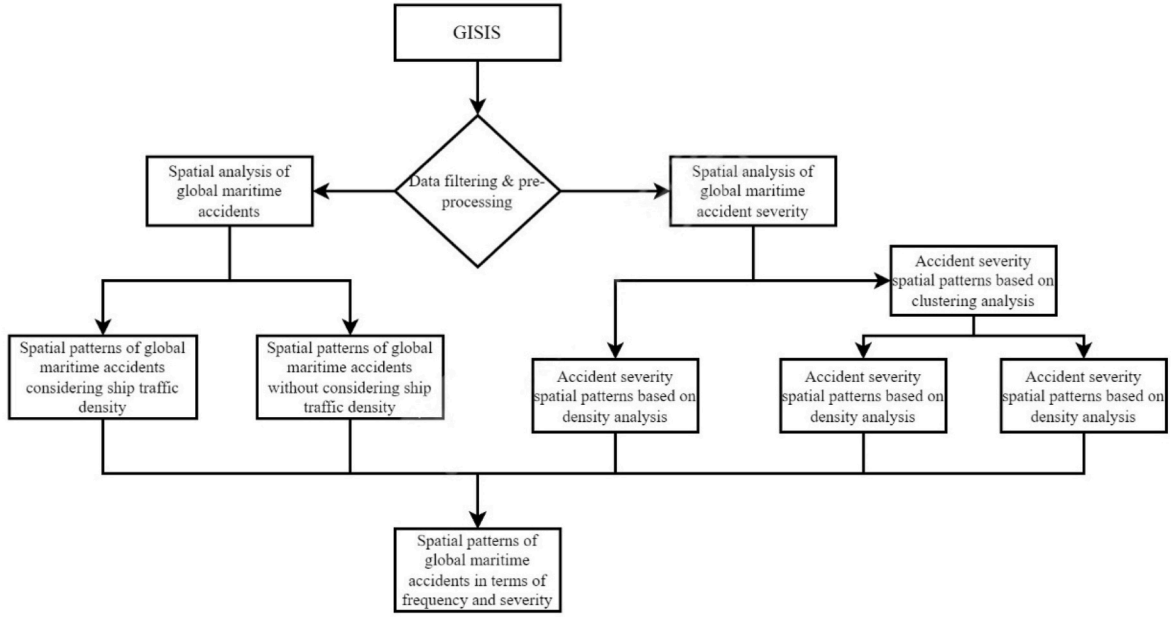 GISIS
Data filtering & pre-
processing
Spatial analysis of
global maritime
accidents
Spatial analysis of
global maritime
accident severity
Accident severity
spatial patterns based on
clustering analysis
Spatial patterns of global
maritime accidents
considering ship traffic
density
Spatial patterns of global
maritime accidents
without considering ship
traffic density
Accident severity
spatial patterns based on
density analysis
Accident severity
spatial patterns based on
density analysis
Accident severity
spatial patterns based on
density analysis
Spatial patterns of
global maritime
accidents in terms of
frequency and severity